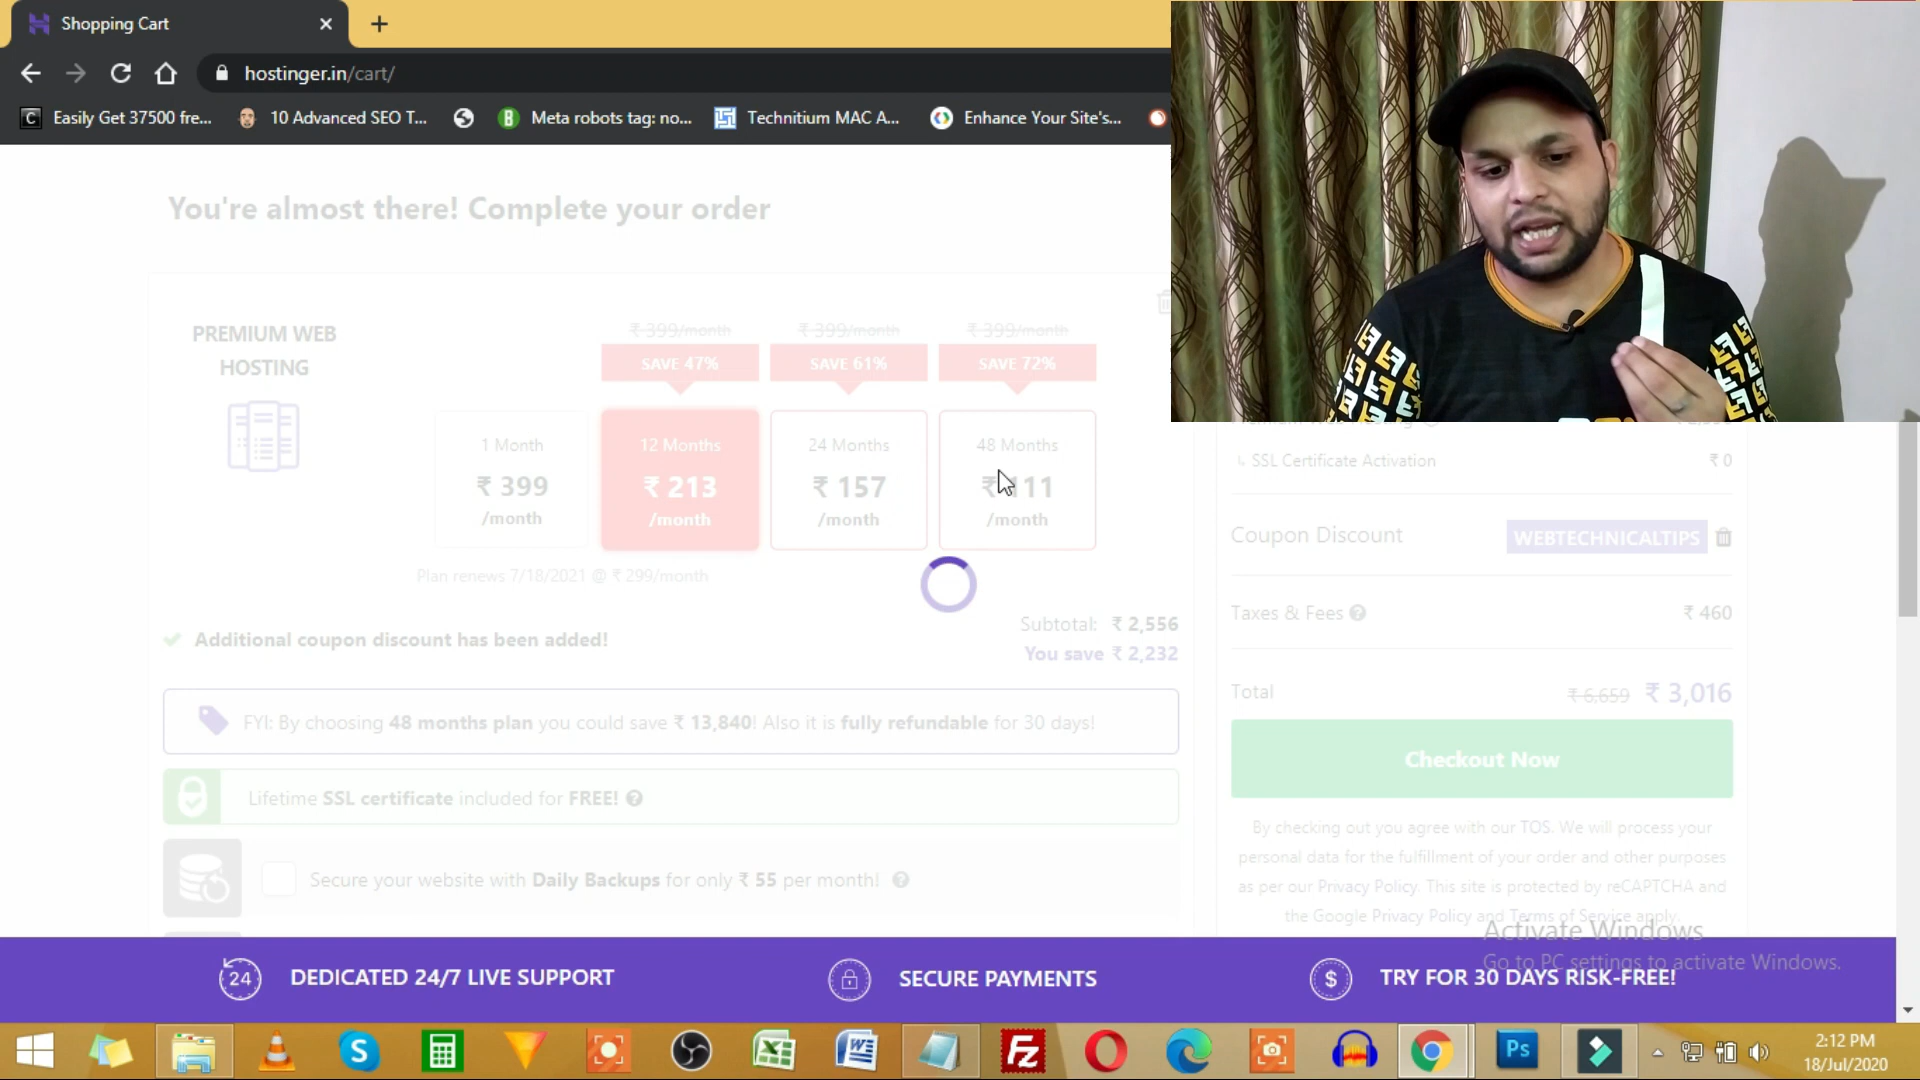 Shopping Cart
hostinger.in/cart/
Easily Get 37500 fre...
10 Advanced SEO T...
Meta robots tag: no...
Technitium MAC A...
Enhance Your Site's...
You're almost there! Complete your order
PREMIUM WEB
HOSTING
₹ 399/month
₹ 399/month
₹ 399/month
SAVE 47%
SAVE 61%
SAVE 72%
1 Month
₹ 399
/month
12 Months
₹ 213
/month
24 Months
₹ 157
/month
48 Months
₹ 111
/month
Plan renews 7/18/2021 @ ₹ 299/month
Additional coupon discount has been added!
Subtotal: ₹ 2,556
You save ₹ 2,232
FYI: By choosing 48 months plan you could save ₹ 13,840! Also it is fully refundable for 30 days!
Lifetime SSL certificate included for FREE!
Secure your website with Daily Backups for only ₹ 55 per month!
SSL Certificate Activation ₹ 0
Coupon Discount WEBTECHNICALTIPS
Taxes & Fees ₹ 460
Total ₹ 6,659 ₹ 3,016
Checkout Now
By checking out you agree with our TOS. We will process your
personal data for the fulfillment of your order and other purposes
as per our Privacy Policy. This site is protected by reCAPTCHA and
the Google Privacy Policy and Terms of Service apply.
Activate Windows
Go to PC settings to activate Windows.
24
DEDICATED 24/7 LIVE SUPPORT
SECURE PAYMENTS
TRY FOR 30 DAYS RISK-FREE!
2:12 PM
18/Jul/2020